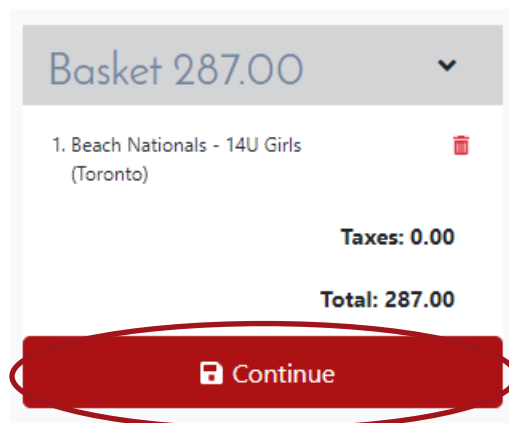 Basket 287.00
1. Beach Nationals - 14U Girls
(Toronto)
Taxes: 0.00
Total: 287.00
Continue